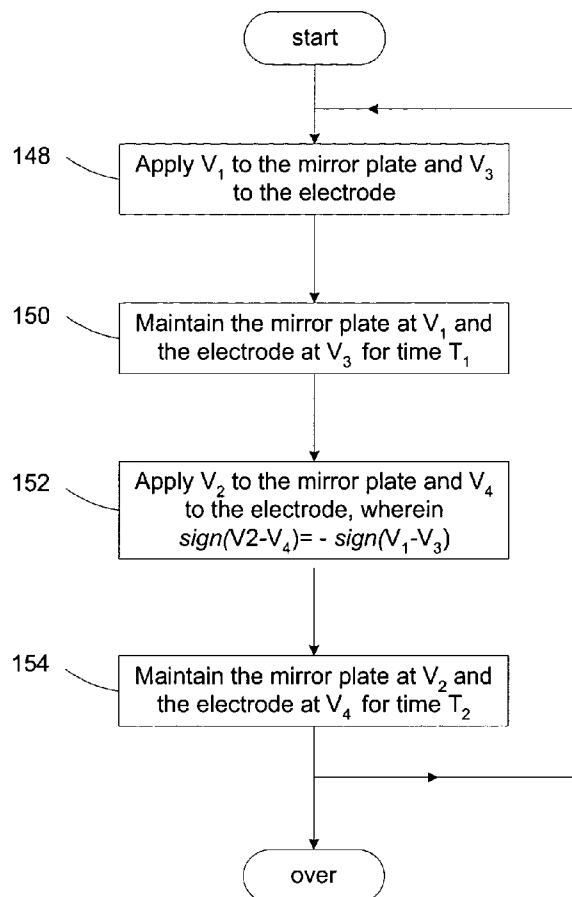 start
148
Apply V₁ to the mirror plate and V₃
to the electrode
150
Maintain the mirror plate at V₁ and
the electrode at V₃ for time T₁
152
Apply V₂ to the mirror plate and V₄
to the electrode, wherein
sign(V2-V₄)= - sign(V₁-V₃)
154
Maintain the mirror plate at V₂ and
the electrode at V₄ for time T₂
over